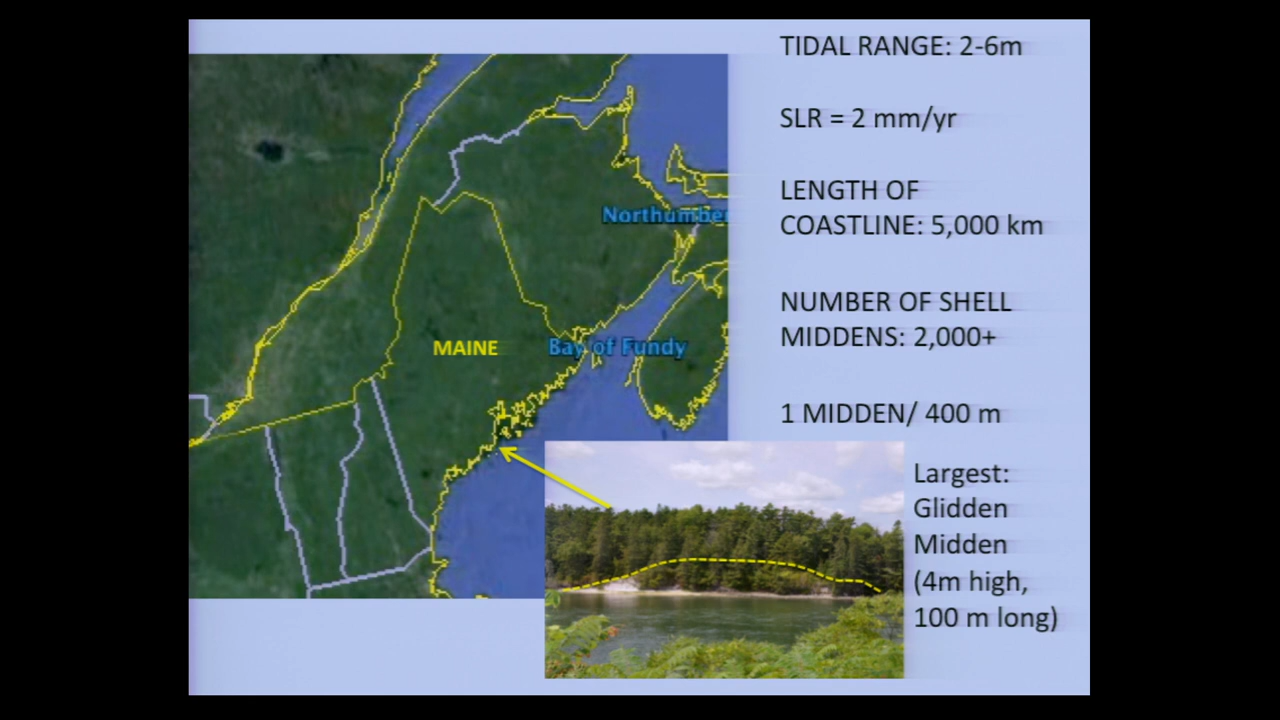 TIDAL RANGE: 2-6m
SLR = 2 mm/yr
LENGTH OF
COASTLINE: 5,000 km
NUMBER OF SHELL
MIDDENS: 2,000+
1 MIDDEN/ 400 m
Largest:
Glidden
Midden
(4m high,
100 m long)
Northumber
MAINE
Bay of Fundy